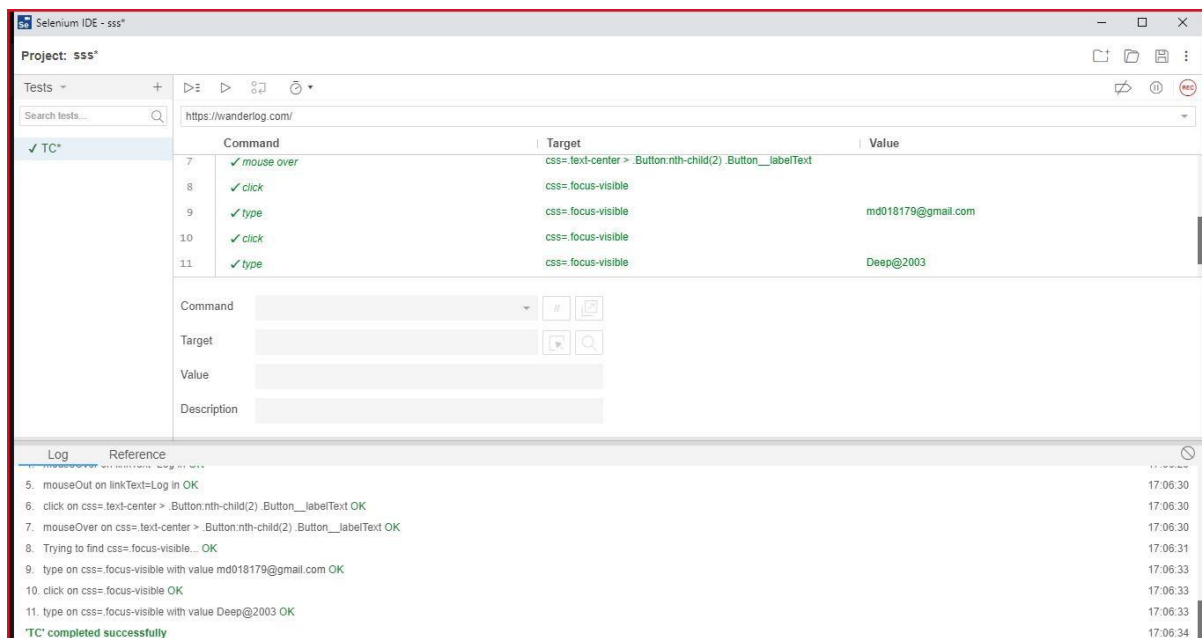 Selenium IDE - sss*
Project: sss*
Tests
Search tests...
https://wanderlog.com/
✓ TC*
Command Target Value
7 ✓ mouse over css=.text-center > .Button:nth-child(2) .Button__labelText
8 ✓ click css=.focus-visible
9 ✓ type css=.focus-visible md018179@gmail.com
10 ✓ click css=.focus-visible
11 ✓ type css=.focus-visible Deep@2003
Command
//
Target
Value
Description
REC
Log Reference
4. mouseOver on linkText=Log in OK
5. mouseOut on linkText=Log in OK 17:06:30
6. click on css=.text-center > .Button:nth-child(2) .Button__labelText OK 17:06:30
7. mouseOver on css=.text-center > .Button:nth-child(2) .Button__labelText OK 17:06:30
8. Trying to find css=.focus-visible... OK 17:06:31
9. type on css=.focus-visible with value md018179@gmail.com OK 17:06:33
10. click on css=.focus-visible OK 17:06:33
11. type on css=.focus-visible with value Deep@2003 OK 17:06:33
'TC' completed successfully 17:06:34